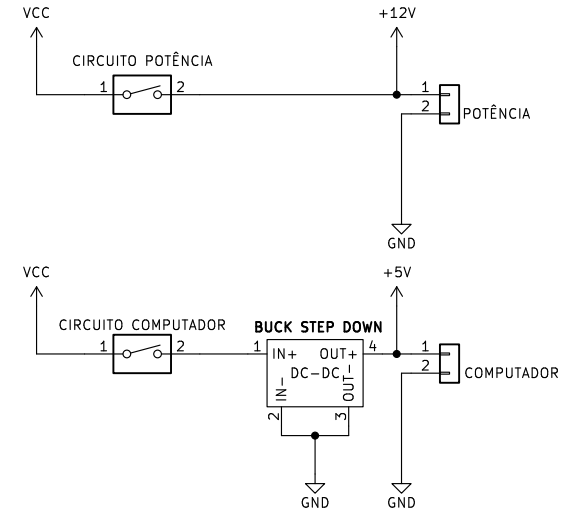 VCC
+12V
CIRCUITO POTÊNCIA
1 2
1
2
POTÊNCIA
GND
VCC
+5V
CIRCUITO COMPUTADOR
BUCK STEP DOWN
1 2
1 IN+ OUT+ 4
1
2
DC-DC
IN-
OUT-
COMPUTADOR
2
3
GND
GND